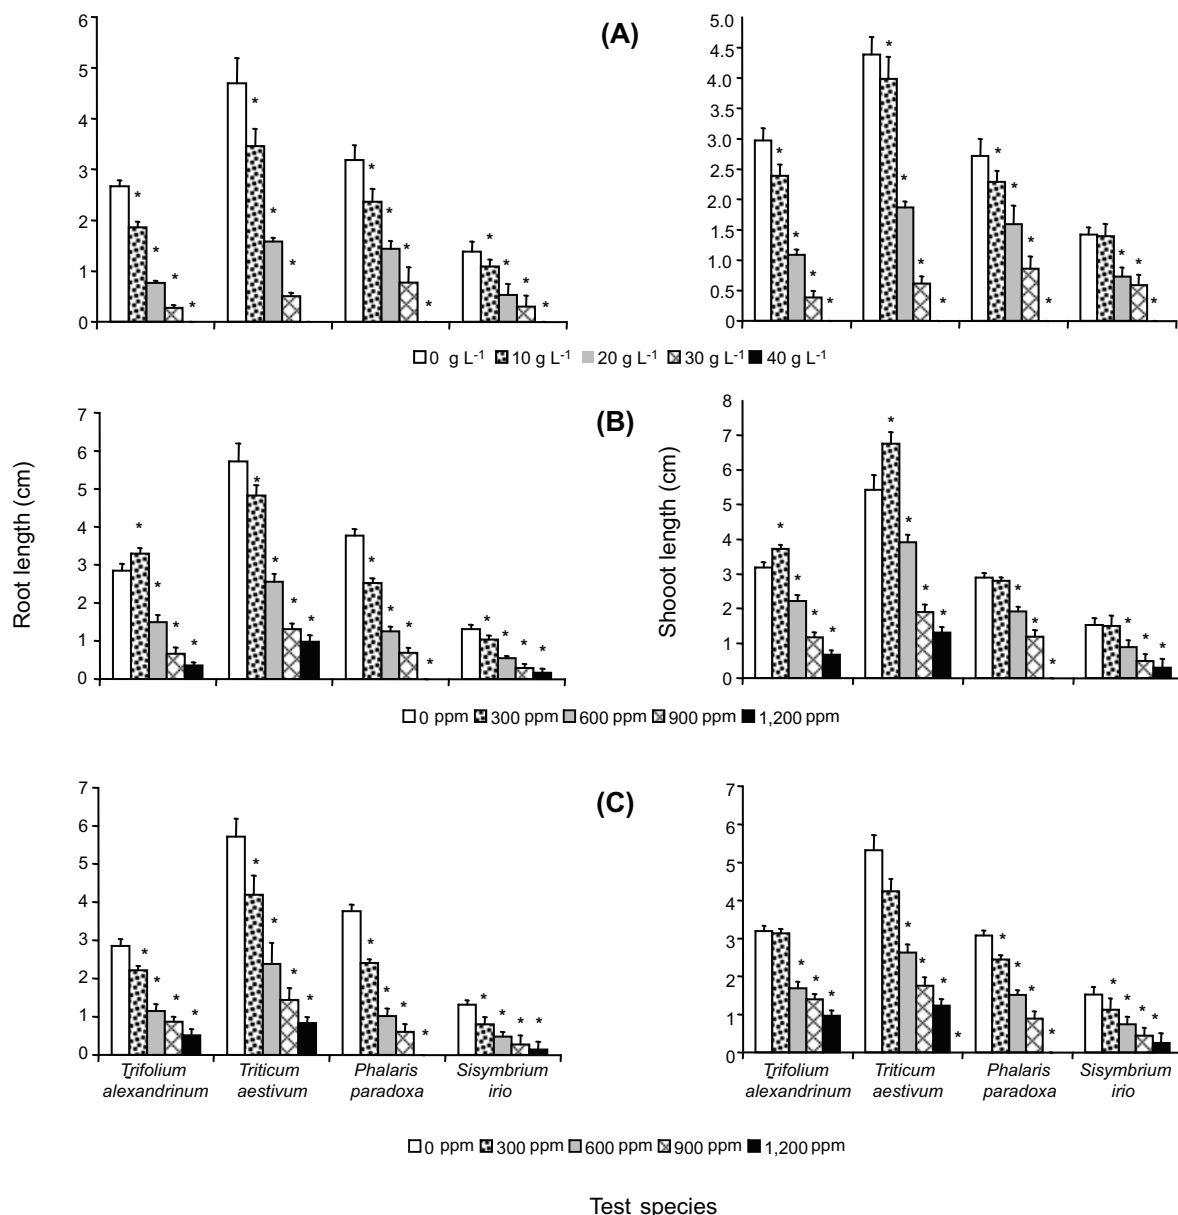 (A)
6
5
4
3
2
1
0
5.0
4.5
4.0
3.5
3.0
2.5
2.0
1.5
1.0
0.5
0.0
* * * *
* * *
* * * *
* * * *
* * * *
* * * *
* * * *
* * *
0 g L-1 10 g L-1 20 g L-1 30 g L-1 40 g L-1
(B)
Root length (cm)
7
6
5
4
3
2
1
0
Shooot length (cm)
8
7
6
5
4
3
2
1
0
* * * *
* * * *
* * * *
* * * *
* * * *
* * * *
* * *
* * *
0 ppm 300 ppm 600 ppm 900 ppm 1,200 ppm
(C)
7
6
5
4
3
2
1
0
7
6
5
4
3
2
1
0
* * * *
* * * *
* * * *
* * * *
* * *
* * * *
* * * *
* * * *
Trifolium alexandrinum
Triticum aestivum
Phalaris paradoxa
Sisymbrium irio
Trifolium alexandrinum
Triticum aestivum
Phalaris paradoxa
Sisymbrium irio
0 ppm 300 ppm 600 ppm 900 ppm 1,200 ppm
Test species